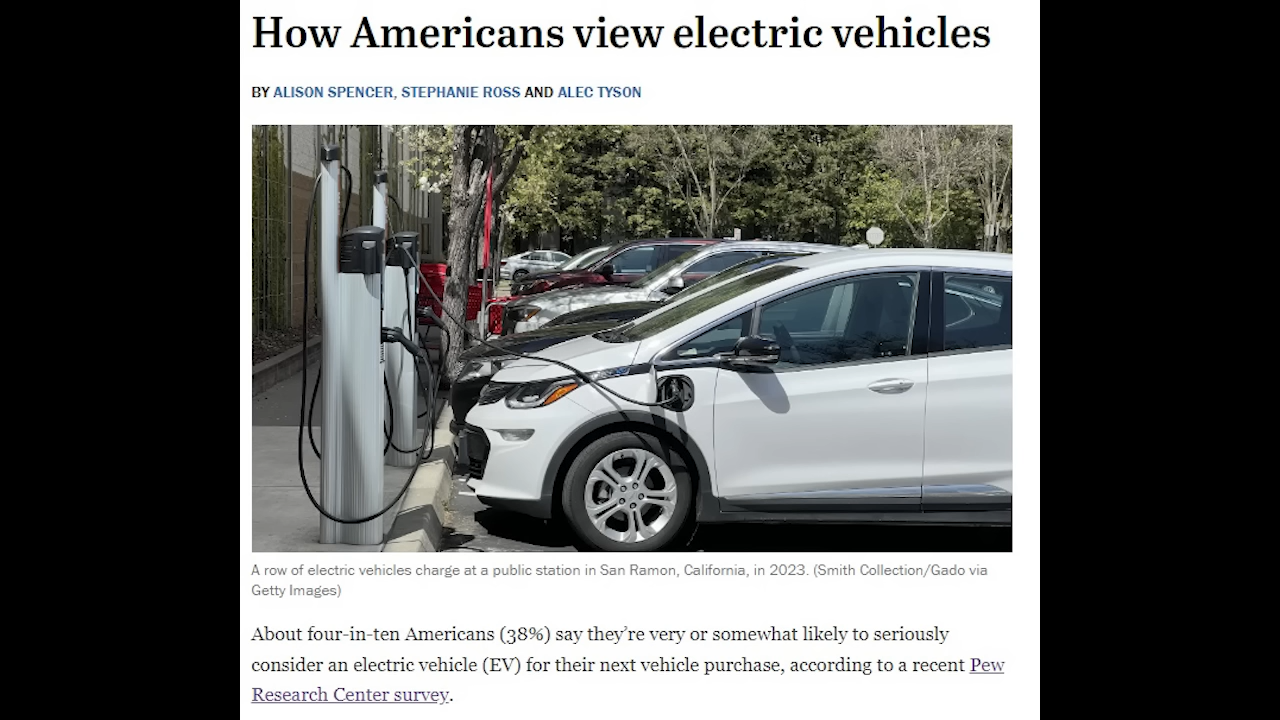 How Americans view electric vehicles
BY ALISON SPENCER, STEPHANIE ROSS AND ALEC TYSON
A row of electric vehicles charge at a public station in San Ramon, California, in 2023. (Smith Collection/Gado via
Getty Images)
About four-in-ten Americans (38%) say they’re very or somewhat likely to seriously
consider an electric vehicle (EV) for their next vehicle purchase, according to a recent Pew
Research Center survey.